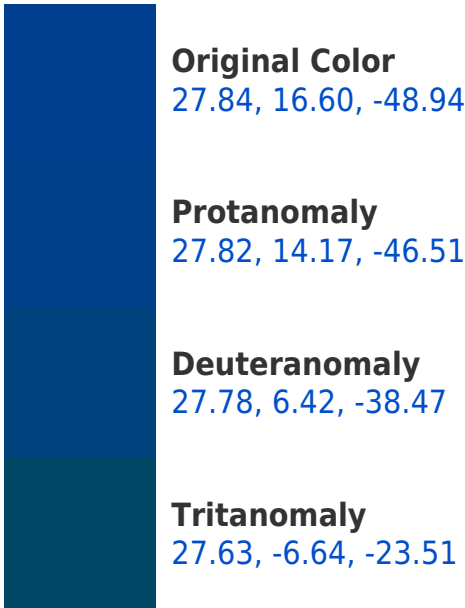 Original Color
27.84, 16.60, -48.94
Protanomaly
27.82, 14.17, -46.51
Deuteranomaly
27.78, 6.42, -38.47
Tritanomaly
27.63, -6.64, -23.51